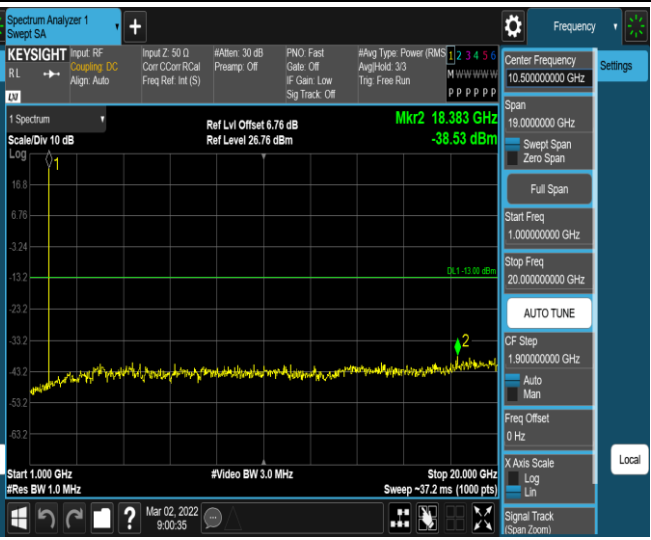 Spectrum Analyzer 1
Swept SA
+
Frequency
KEYSIGHT
RL
LXI
Input: RF
Coupling: DC
Align: Auto
Input Z: 50 Ω
Corr CCorr RCal
Freq Ref: Int (S)
#Atten: 30 dB
Preamp: Off
PNO: Fast
Gate: Off
IF Gain: Low
Sig Track: Off
#Avg Type: Power (RMS
Avg|Hold: 3/3
Trig: Free Run
1 2 3 4 5 6
M W W W W W
P P P P P P
1 Spectrum
Scale/Div 10 dB
Log
Ref Lvl Offset 6.76 dB
Ref Level 26.76 dBm
Mkr2 18.383 GHz
-38.53 dBm
1
16.8
6.76
-3.24
-13.2
DL1 -13.00 dBm
-23.2
-33.2
2
-43.2
-53.2
-63.2
Start 1.000 GHz
#Res BW 1.0 MHz
#Video BW 3.0 MHz
Stop 20.000 GHz
Sweep ~37.2 ms (1000 pts)
?
Mar 02, 2022
9:00:35
Center Frequency
10.500000000 GHz
Span
19.0000000 GHz
Swept Span
Zero Span
Full Span
Start Freq
1.000000000 GHz
Stop Freq
20.000000000 GHz
AUTO TUNE
CF Step
1.900000000 GHz
Auto
Man
Freq Offset
0 Hz
X Axis Scale
Log
Lin
Signal Track
(Span Zoom)
Settings
Local